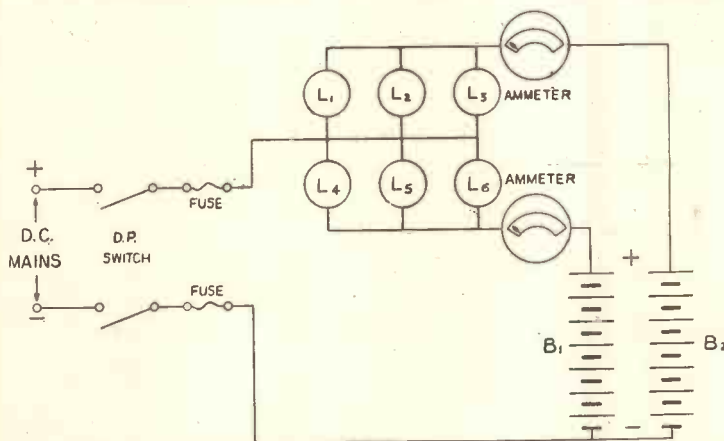 L1 L2 L3 AMMETER
L4 L5 L6 AMMETER
+
FUSE
D.C.
MAINS
D.P.
SWITCH
FUSE
−
+
B1
B2
−